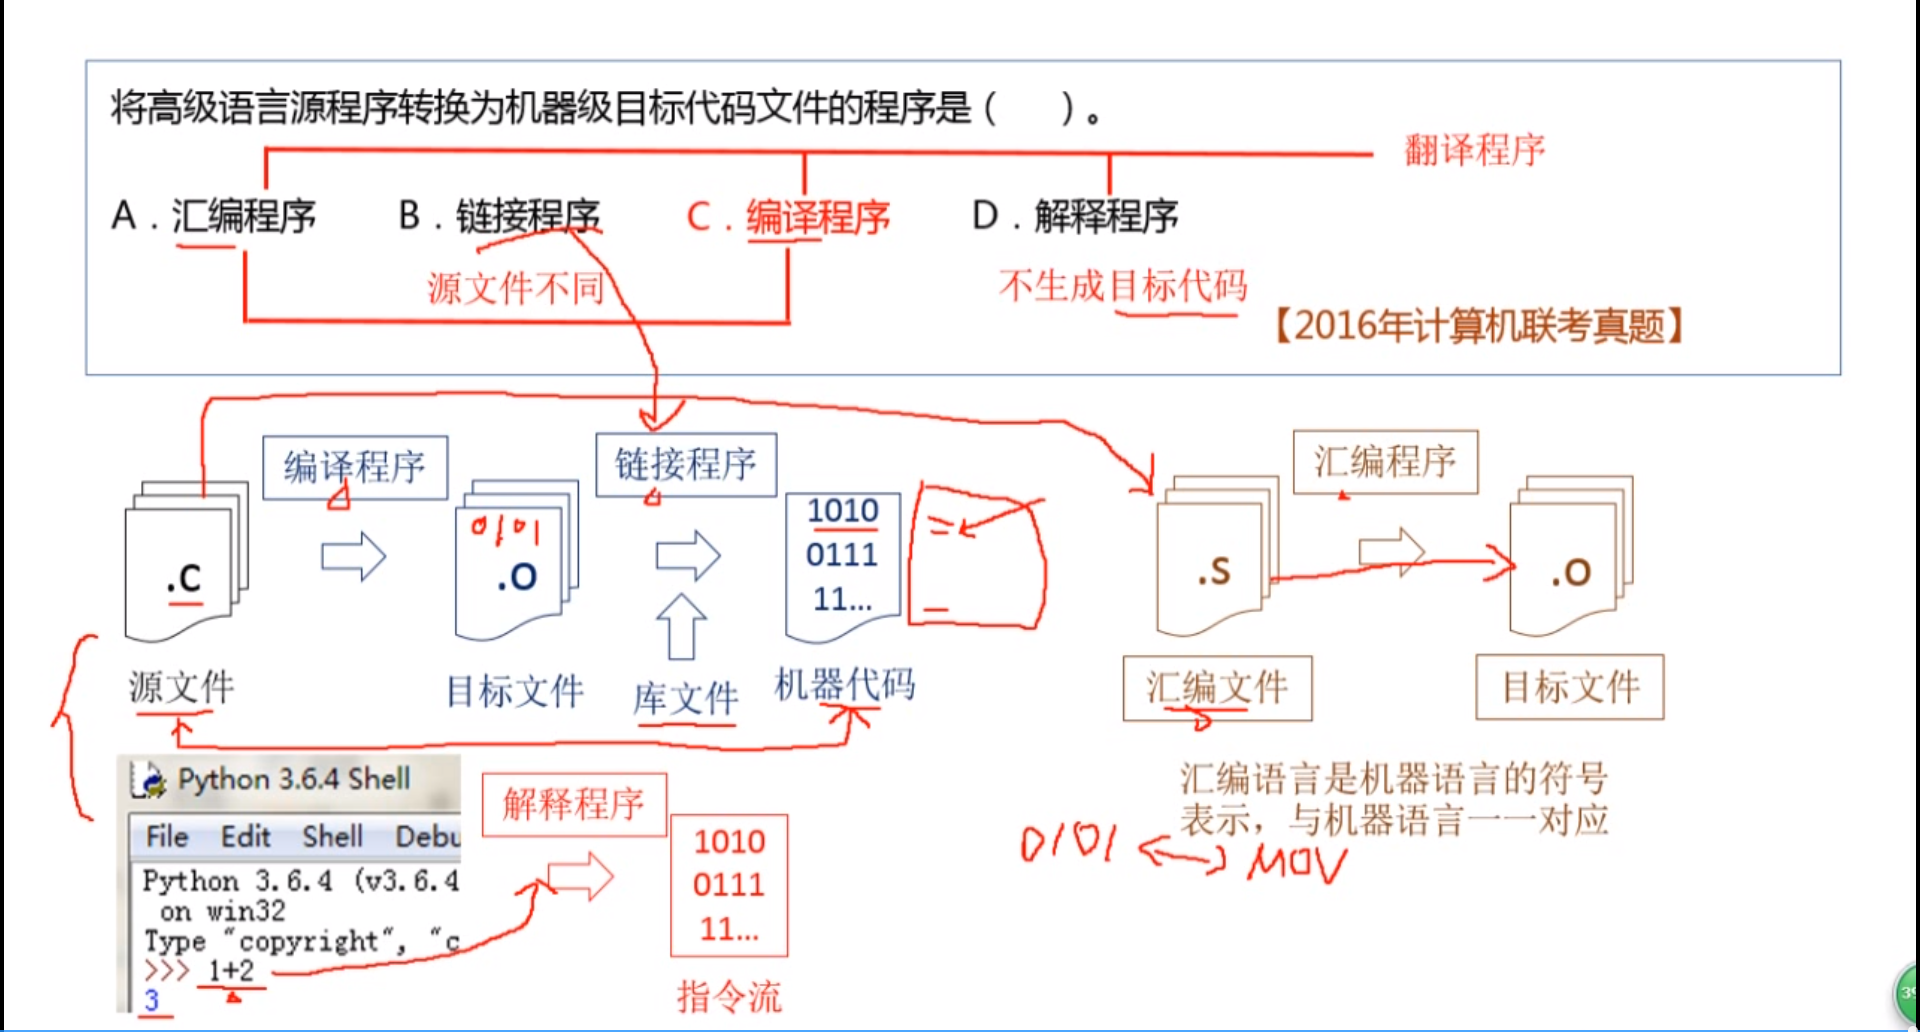 将高级语言源程序转换为机器级目标代码文件的程序是（　　）。
翻译程序
A．汇编程序 B．链接程序 C．编译程序 D．解释程序
源文件不同 不生成目标代码
【2016年计算机联考真题】
编译程序 链接程序 汇编程序
0101
.c .o
1010
0111
11...
.s .o
源文件 目标文件 库文件 机器代码
汇编文件 目标文件
汇编语言是机器语言的符号
表示，与机器语言一一对应
0101 MOV
Python 3.6.4 Shell
File Edit Shell Debu
Python 3.6.4 (v3.6.4
on win32
Type "copyright", "c
>>> 1+2
3
解释程序
1010
0111
11...
指令流
39